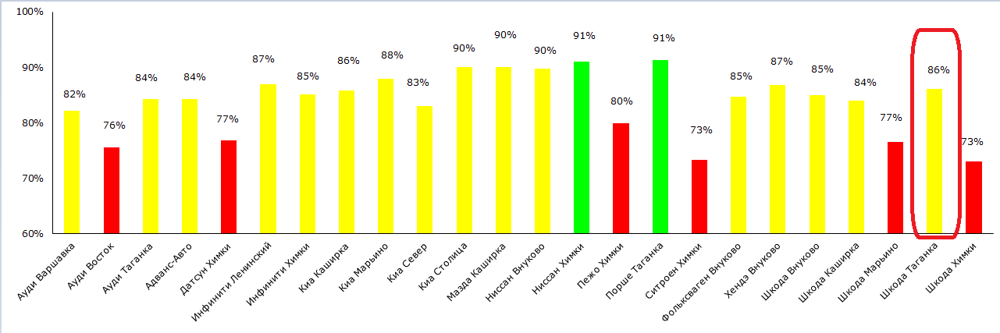 100%
90%
80%
70%
60%
82%
76%
84%
84%
77%
87%
85%
86%
88%
83%
90%
90%
90%
91%
80%
91%
73%
85%
87%
85%
84%
77%
86%
73%
Ауди Варшавка
Ауди Восток
Ауди Таганка
Адванс-Авто
Датсун Химки
Инфинити Ленинский
Инфинити Химки
Киа Каширка
Киа Марьино
Киа Север
Киа Столица
Мазда Каширка
Ниссан Внуково
Ниссан Химки
Пежо Химки
Порше Таганка
Ситроен Химки
Фольксваген Внуково
Хендэ Внуково
Шкода Внуково
Шкода Каширка
Шкода Марьино
Шкода Таганка
Шкода Химки